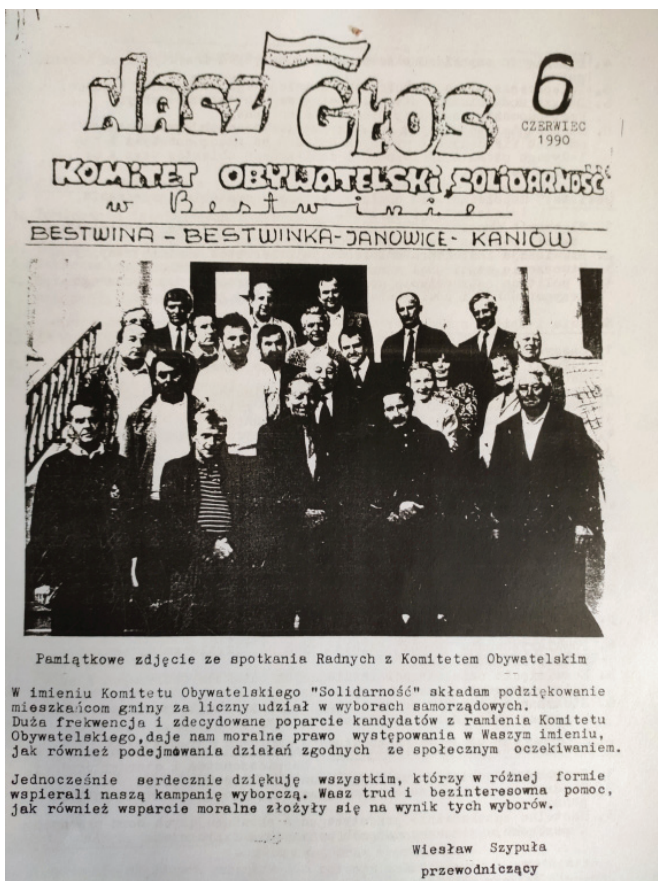 NASZ GŁOS
6
CZERWIEC
1990
KOMITET OBYWATELSKI „SOLIDARNOŚĆ”
w Bestwinie
BESTWINA - BESTWINKA - JANOWICE - KANIÓW
Pamiątkowe zdjęcie ze spotkania Radnych z Komitetem Obywatelskim
W imieniu Komitetu Obywatelskiego "Solidarność" składam podziękowanie
mieszkańcom gminy za liczny udział w wyborach samorządowych.
Duża frekwencja i zdecydowane poparcie kandydatów z ramienia Komitetu
Obywatelskiego,daje nam moralne prawo występowania w Waszym imieniu,
jak również podejmowania działań zgodnych ze społecznym oczekiwaniem.
Jednocześnie serdecznie dziękuję wszystkim, którzy w różnej formie
wspierali naszą kampanię wyborczą. Wasz trud i bezinteresowna pomoc,
jak również wsparcie moralne złożyły się na wynik tych wyborów.
Wiesław Szypuła
przewodniczący